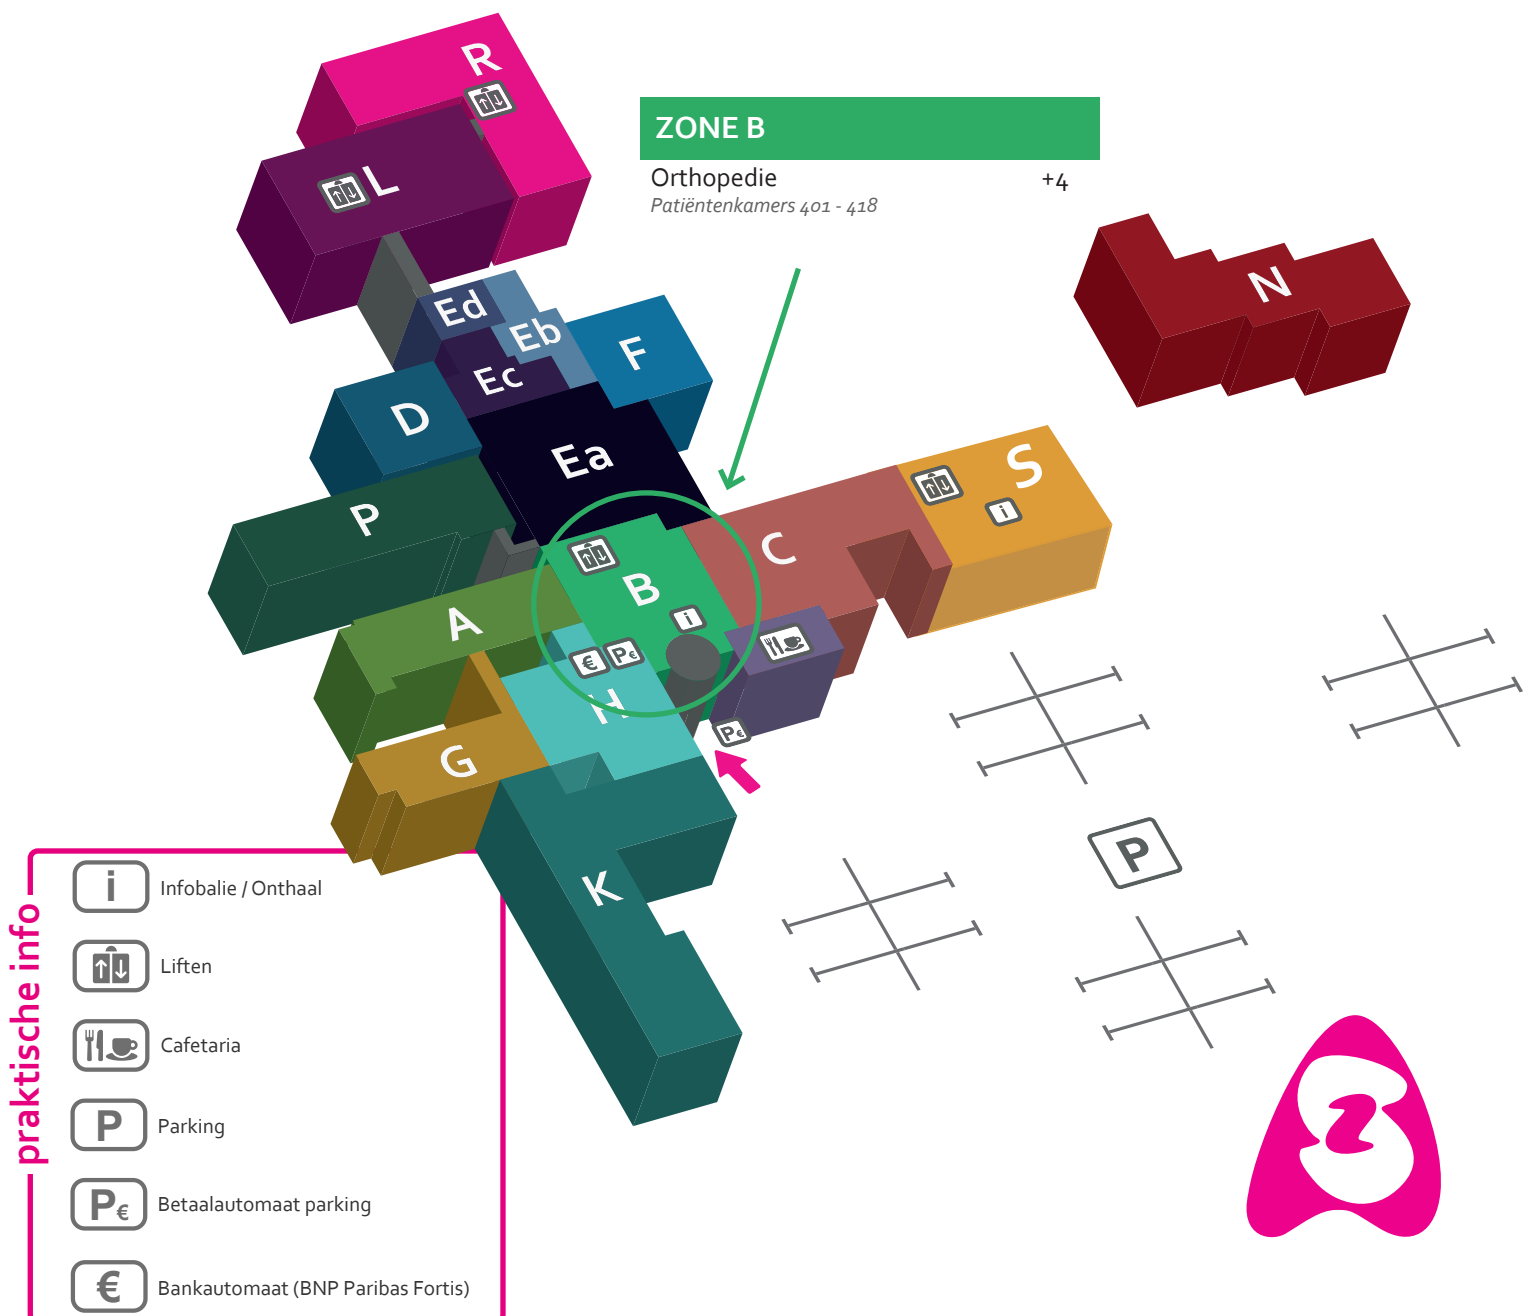 R
L
ZONE B
Orthopedie +4
Patiëntenkamers 401 - 418
N
Ed
Eb
F
Ec
D
Ea
S
P
i
C
B
A
i
€ P€
H
P€
G
P
K
praktische info
i Infobalie / Onthaal
Liften
Cafetaria
P Parking
P€ Betaalautomaat parking
€ Bankautomaat (BNP Paribas Fortis)